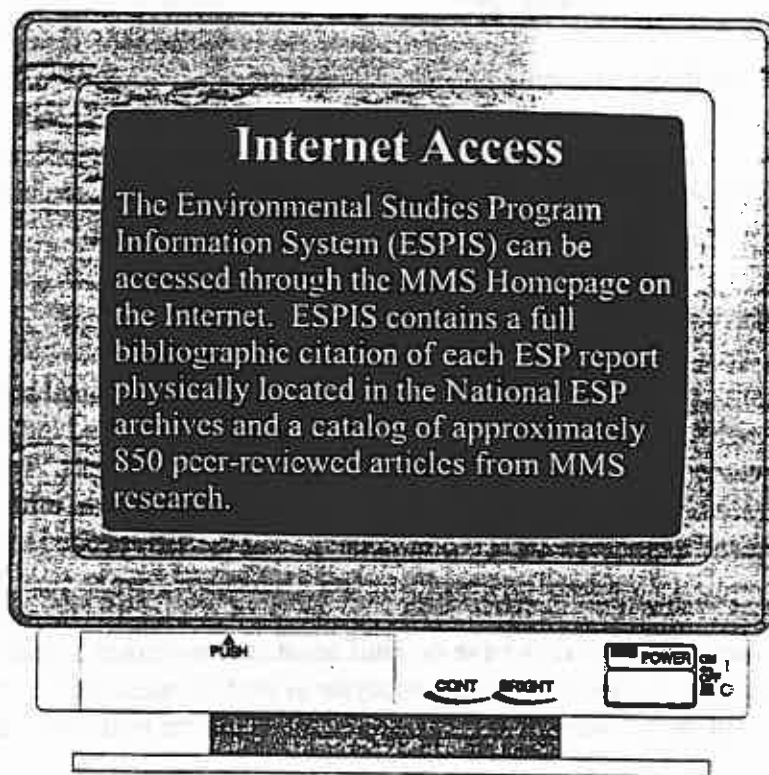 Internet Access
The Environmental Studies Program
Information System (ESPIS) can be
accessed through the MMS Homepage on
the Internet. ESPIS contains a full
bibliographic citation of each ESP report
physically located in the National ESP
archives and a catalog of approximately
850 peer-reviewed articles from MMS
research.
PUSH
CONT BRIGHT
POWER
OFF